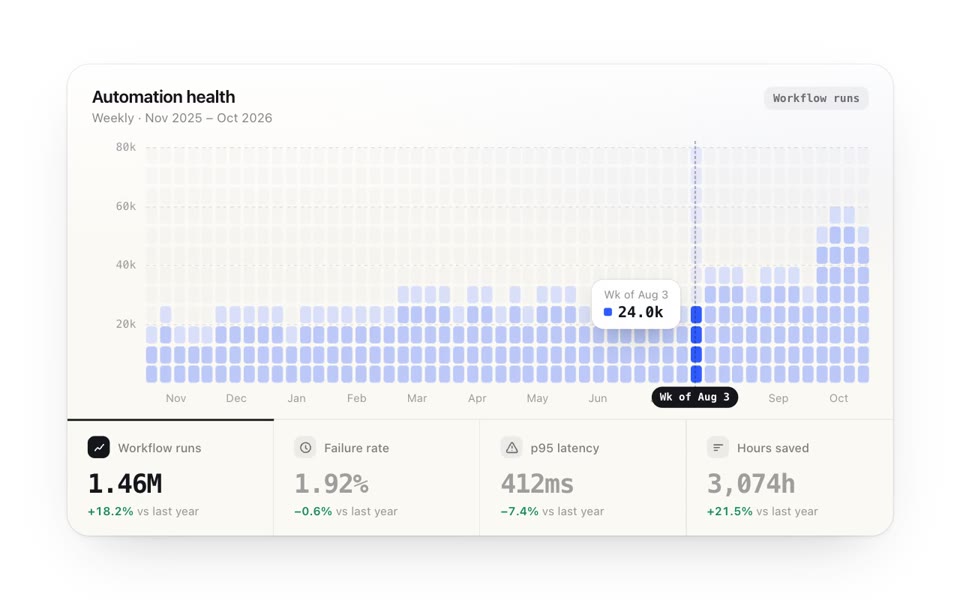 Automation health
Workflow runs
Weekly · Nov 2025 – Oct 2026
80k
60k
40k
20k
Wk of Aug 3
24.0k
Nov Dec Jan Feb Mar Apr May Jun Wk of Aug 3 Sep Oct
Workflow runs
1.46M
+18.2% vs last year
Failure rate
1.92%
−0.6% vs last year
p95 latency
412ms
−7.4% vs last year
Hours saved
3,074h
+21.5% vs last year